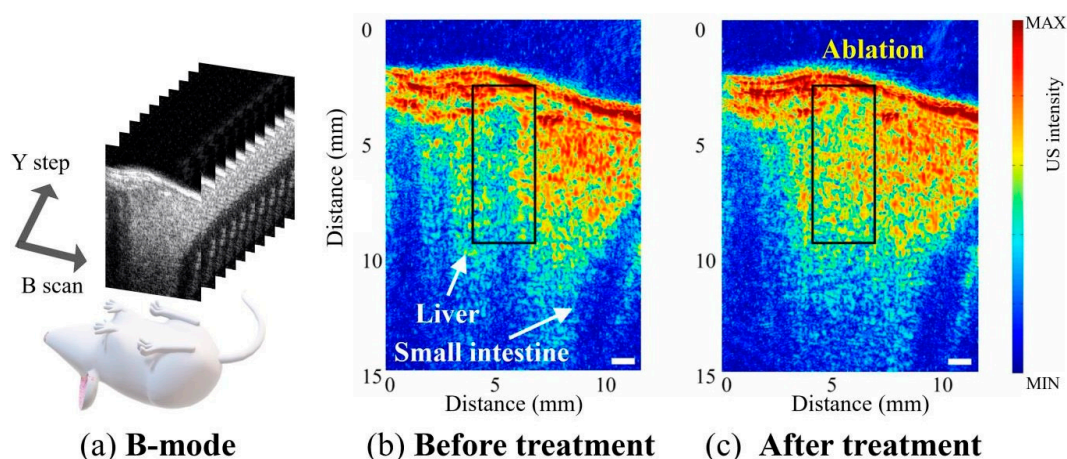 Y step
B scan
(a) B-mode
0
5
10
15
Distance (mm)
Liver
Small intestine
0
5
10
Distance (mm)
(b) Before treatment
0
5
10
15
Ablation
0
5
10
Distance (mm)
(c) After treatment
MAX
US intensity
MIN